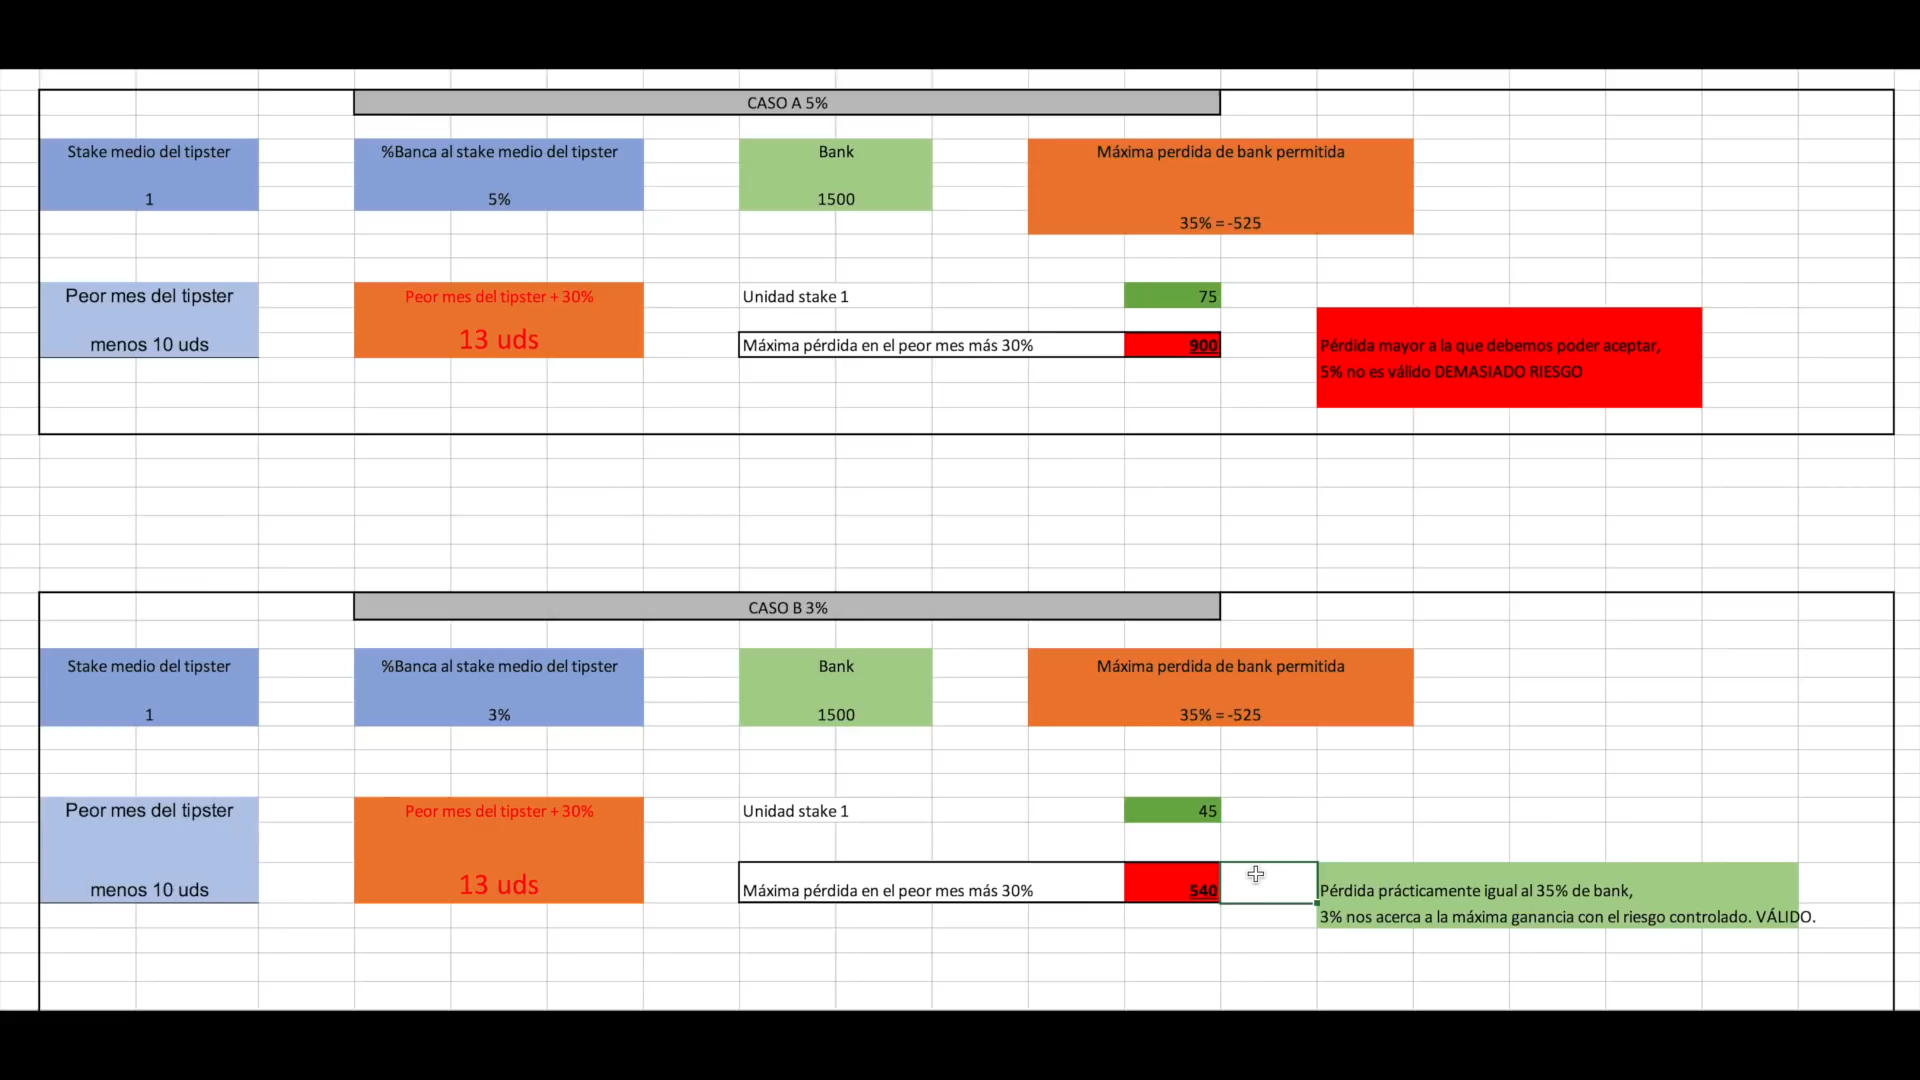 CASO A 5%
Stake medio del tipster
%Banca al stake medio del tipster
Bank
Máxima perdida de bank permitida
1
5%
1500
35% = -525
Peor mes del tipster
Peor mes del tipster + 30%
Unidad stake 1
75
menos 10 uds
13 uds
Máxima pérdida en el peor mes más 30%
900
Pérdida mayor a la que debemos poder aceptar,
5% no es válido DEMASIADO RIESGO
CASO B 3%
Stake medio del tipster
%Banca al stake medio del tipster
Bank
Máxima perdida de bank permitida
1
3%
1500
35% = -525
Peor mes del tipster
Peor mes del tipster + 30%
Unidad stake 1
45
menos 10 uds
13 uds
Máxima pérdida en el peor mes más 30%
540
Pérdida prácticamente igual al 35% de bank,
3% nos acerca a la máxima ganancia con el riesgo controlado. VÁLIDO.